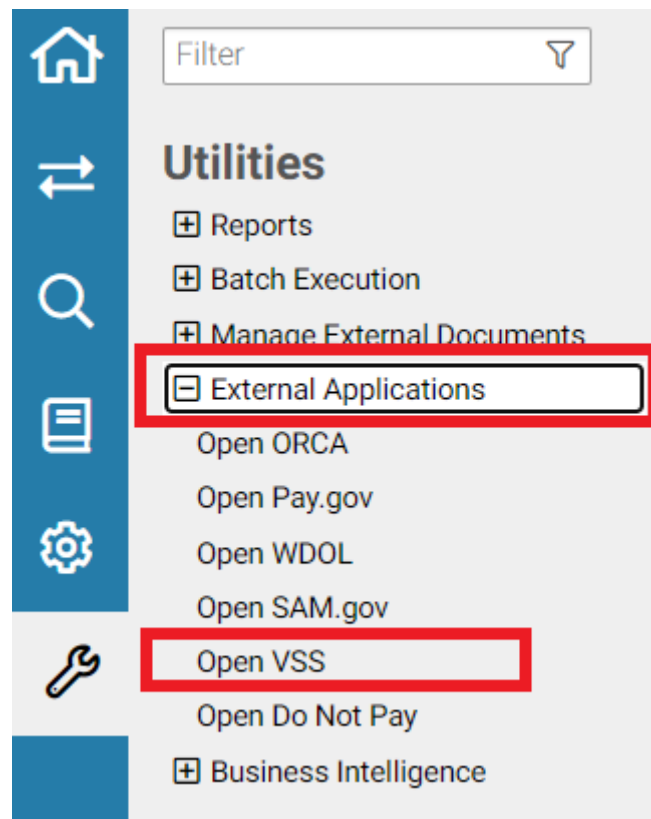 Filter
Utilities
Reports
Batch Execution
Manage External Documents
External Applications
Open ORCA
Open Pay.gov
Open WDOL
Open SAM.gov
Open VSS
Open Do Not Pay
Business Intelligence